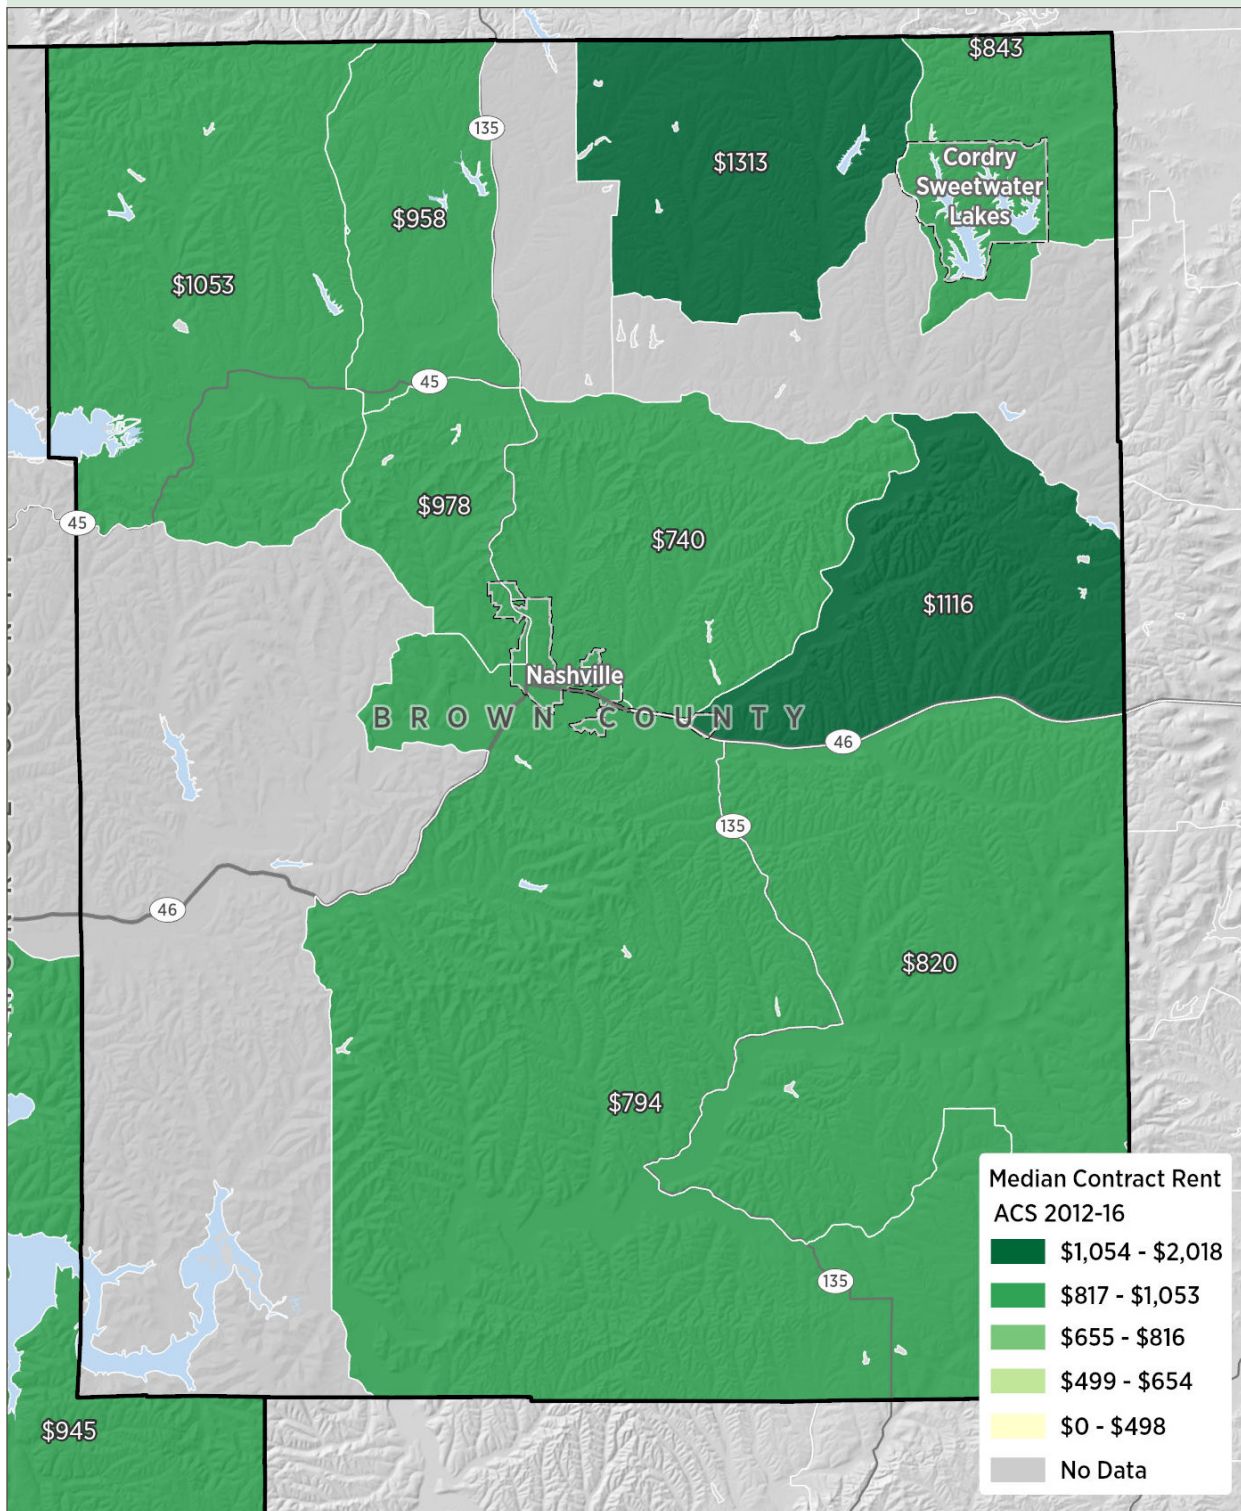 $843
135
Cordry
Sweetwater
Lakes
$1313
$958
$1053
45
$978
45
$740
$1116
Nashville
BROWN COUNTY
46
135
46
$820
$794
135
$945
Median Contract Rent
ACS 2012-16
$1,054 - $2,018
$817 - $1,053
$655 - $816
$499 - $654
$0 - $498
No Data